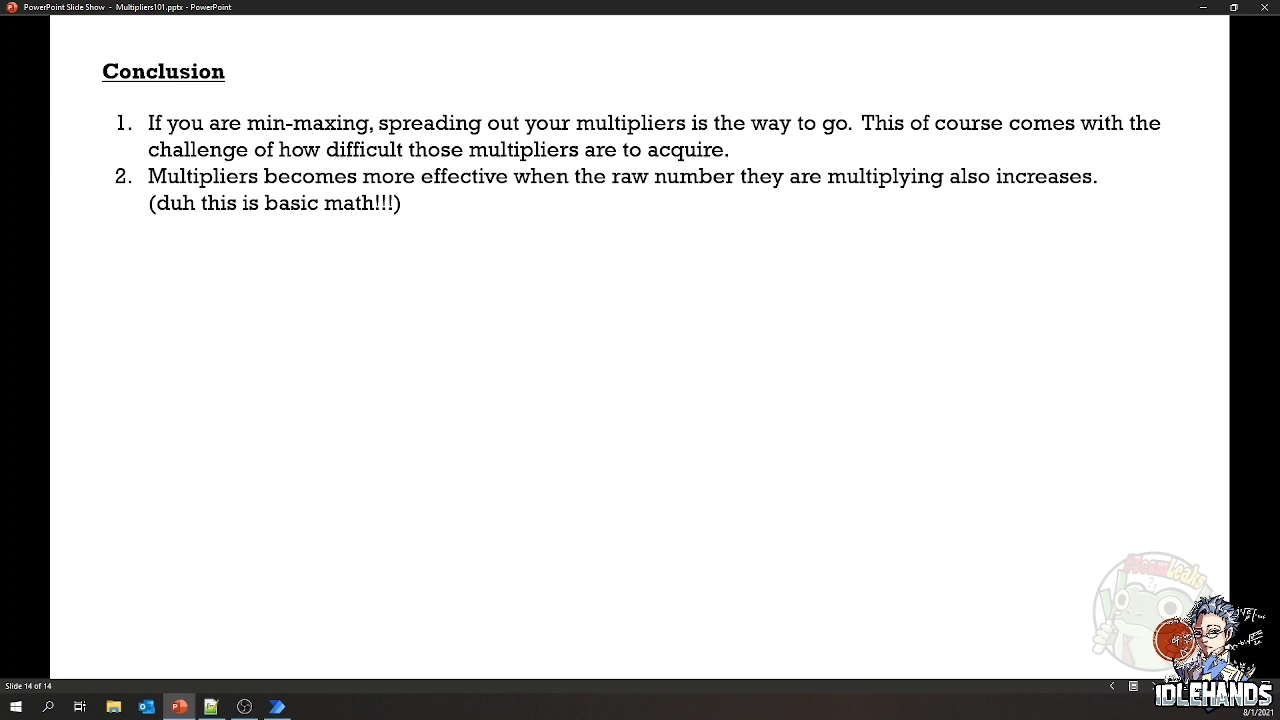 PowerPoint Slide Show - Multipliers101.pptx - PowerPoint
Conclusion
1. If you are min-maxing, spreading out your multipliers is the way to go. This of course comes with the
challenge of how difficult those multipliers are to acquire.
2. Multipliers becomes more effective when the raw number they are multiplying also increases.
(duh this is basic math!!!)
#TeamLeaks
IDLEHANDS
Slide 14 of 14
8/1/2021